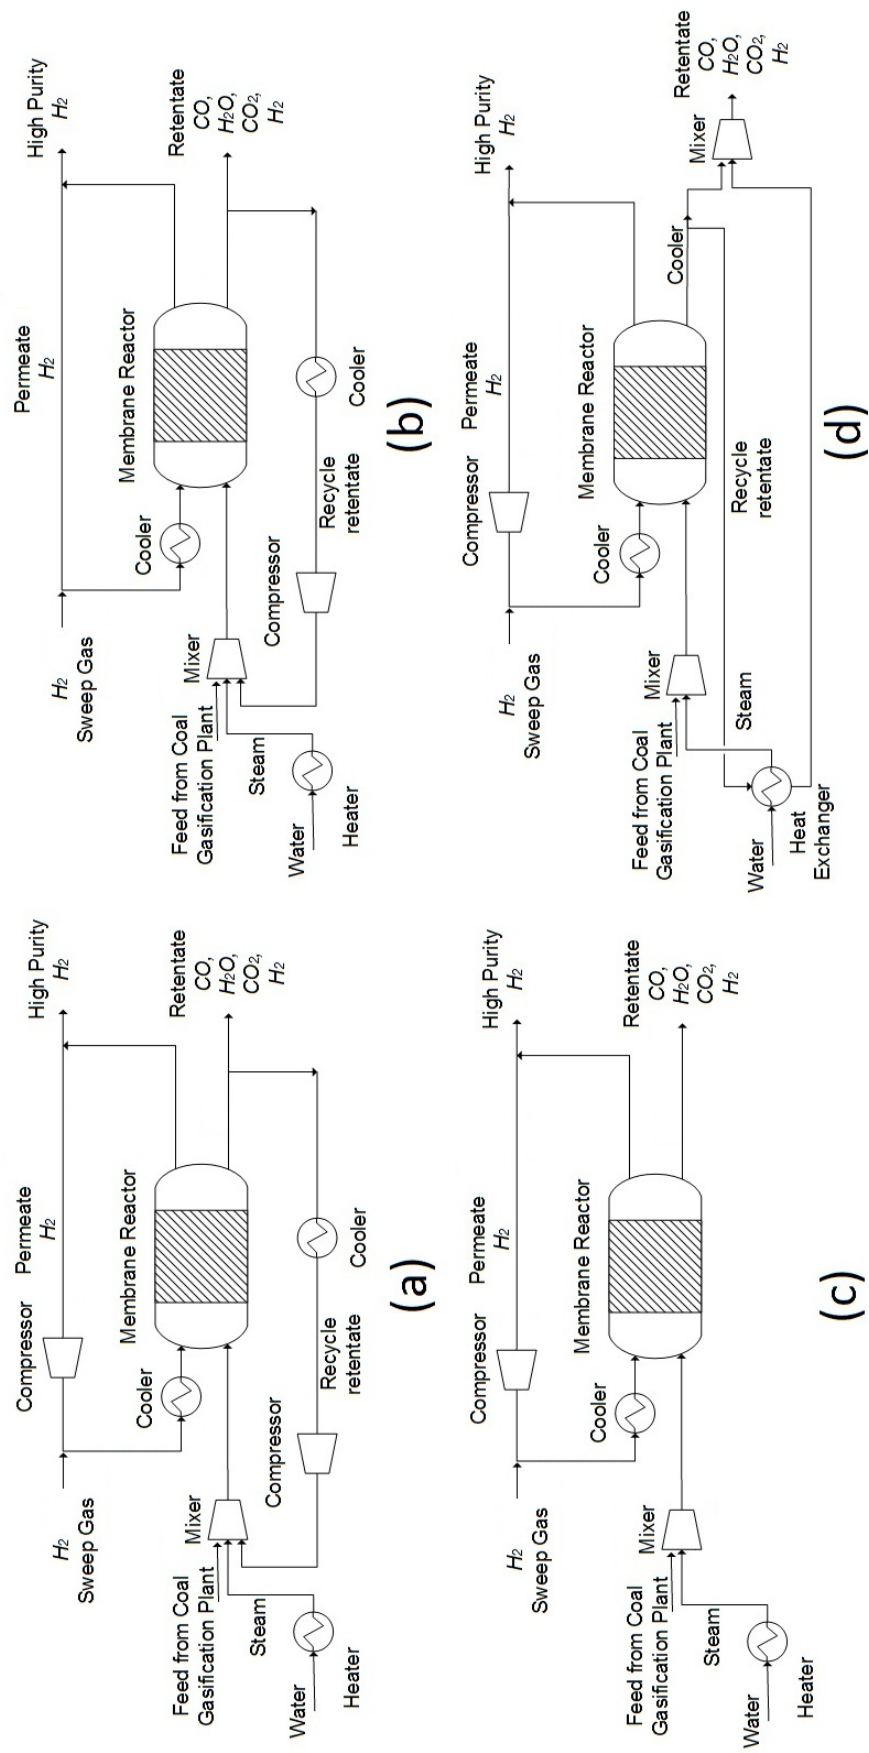 High Purity
H2
Permeate
H2
Compressor
Retentate
CO,
H2O,
CO2,
H2
Membrane Reactor
Cooler
H2
Sweep Gas
Mixer
Feed from Coal
Gasification Plant
Compressor
Recycle
retentate
Cooler
Steam
Water
Heater
(a)
High Purity
H2
Permeate
H2
Retentate
CO,
H2O,
CO2,
H2
Membrane Reactor
Cooler
H2
Sweep Gas
Mixer
Feed from Coal
Gasification Plant
Compressor
Recycle
retentate
Cooler
Steam
Water
Heater
(b)
High Purity
H2
Permeate
H2
Compressor
Retentate
CO,
H2O,
CO2,
H2
Membrane Reactor
Cooler
H2
Sweep Gas
Mixer
Feed from Coal
Gasification Plant
Steam
Water
Heater
(c)
High Purity
H2
Permeate
H2
Compressor
Retentate
CO,
H2O,
CO2,
H2
Mixer
Membrane Reactor
Cooler
Cooler
H2
Sweep Gas
Mixer
Feed from Coal
Gasification Plant
Recycle
retentate
Steam
Water
Heat
Exchanger
(d)